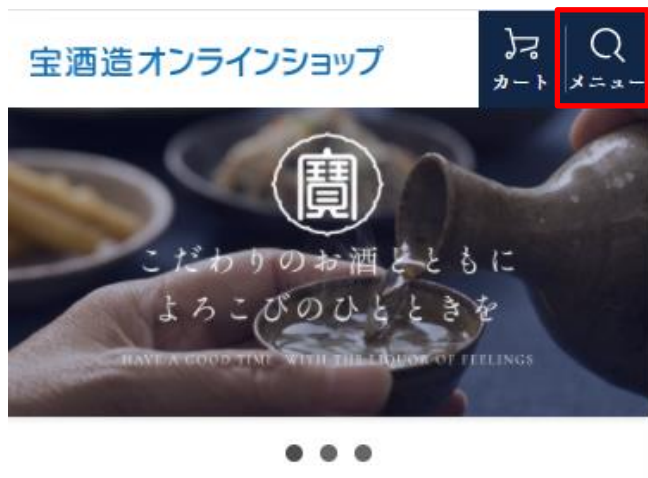 宝酒造オンラインショップ
カート
メニュー
寶
こだわりのお酒とともに
よろこびのひとときを
HAVE A GOOD TIME WITH THE LIQUOR OF FEELINGS